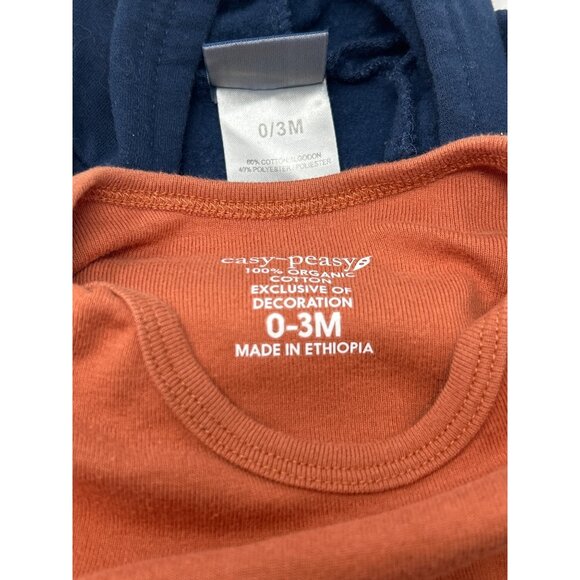 0/3M
60% COTTON/ALGODON
40% POLYESTER/POLIESTER
easy-peasy
100% ORGANIC
COTTON
EXCLUSIVE OF
DECORATION
0-3M
MADE IN ETHIOPIA